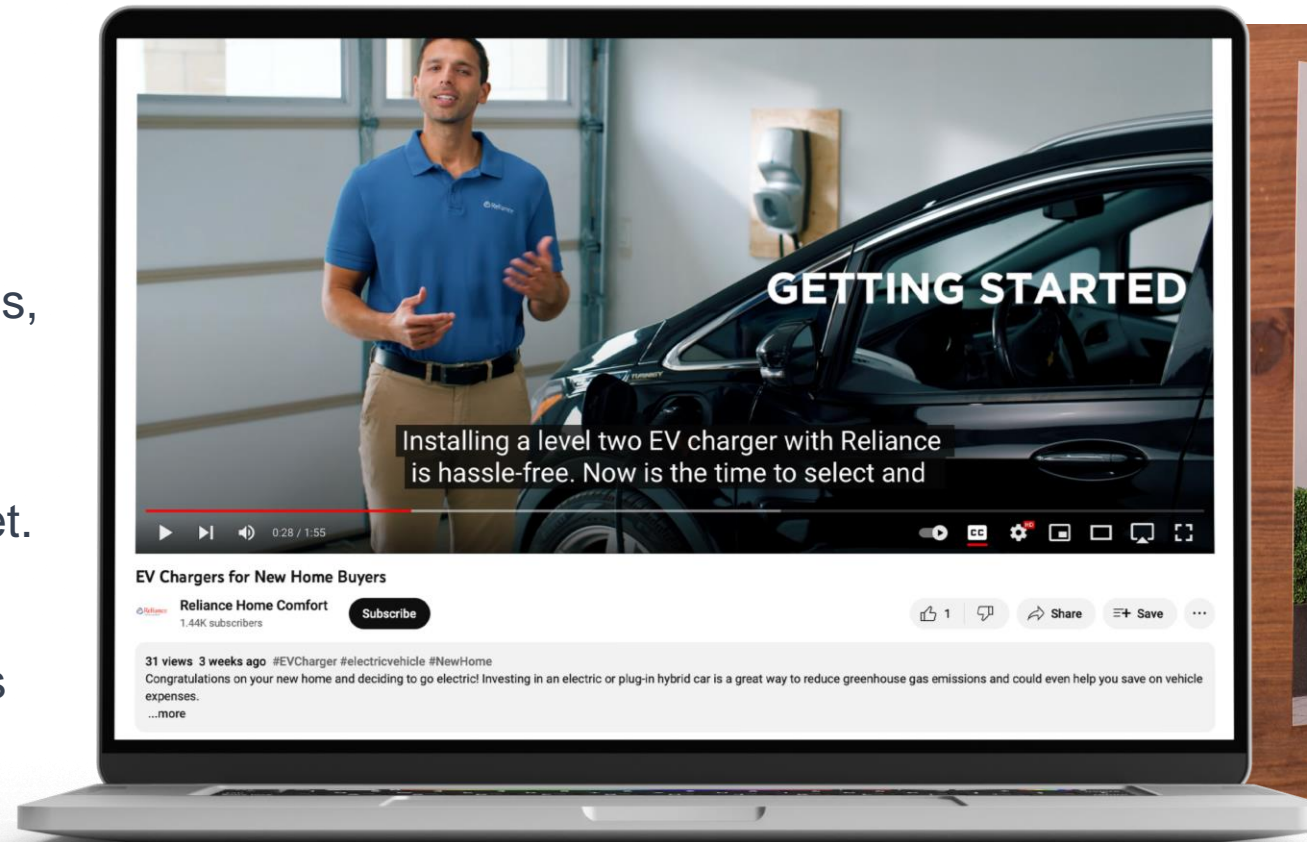 s,
et.
s
Reliance
GETTING STARTED
Installing a level two EV charger with Reliance
is hassle-free. Now is the time to select and
0:28 / 1:55
CC
HD
EV Chargers for New Home Buyers
Reliance
Reliance Home Comfort
1.44K subscribers
Subscribe
1
Share
Save
...
31 views 3 weeks ago #EVCharger #electricvehicle #NewHome
Congratulations on your new home and deciding to go electric! Investing in an electric or plug-in hybrid car is a great way to reduce greenhouse gas emissions and could even help you save on vehicle
expenses.
...more